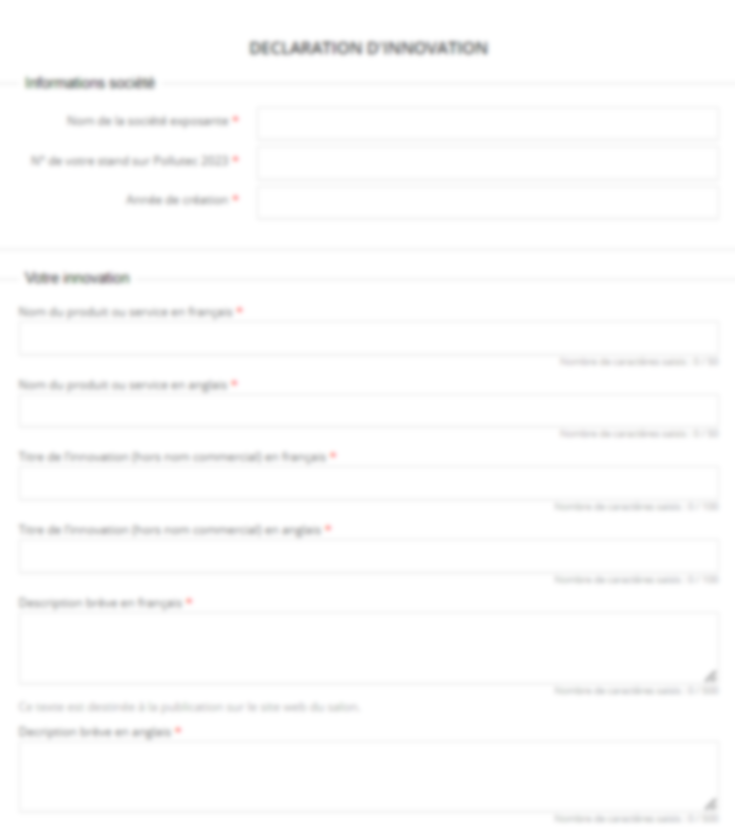 DECLARATION D'INNOVATION
Informations société
Nom de la société exposante *
N° de votre stand sur Pollutec 2023 *
Année de création *
Votre innovation
Nom du produit ou service en français *
Nombre de caractères saisis : 0 / 50
Nom du produit ou service en anglais *
Nombre de caractères saisis : 0 / 50
Titre de l'innovation (hors nom commercial) en français *
Nombre de caractères saisis : 0 / 100
Titre de l'innovation (hors nom commercial) en anglais *
Nombre de caractères saisis : 0 / 100
Description brève en français *
Nombre de caractères saisis : 0 /
Ce texte est destinée à la publication sur le site web du salon.
Decription brève en anglais *
Nombre de caractères saisis : 0 /